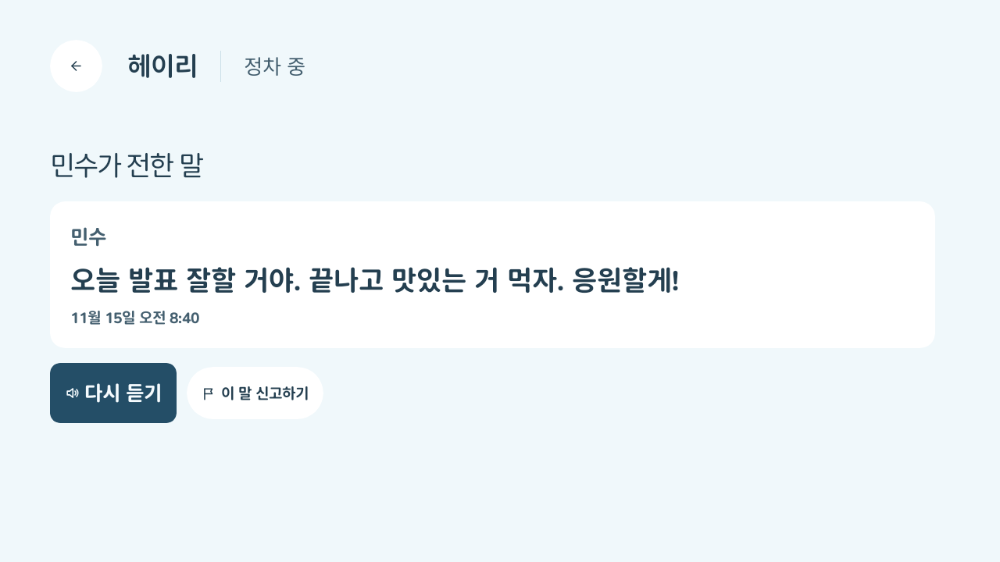 헤이리
정차 중
민수가 전한 말
민수
오늘 발표 잘할 거야. 끝나고 맛있는 거 먹자. 응원할게!
11월 15일 오전 8:40
다시 듣기
이 말 신고하기